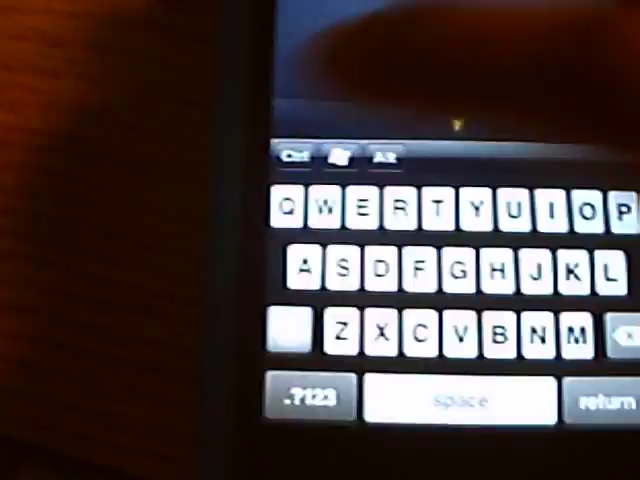 Ctrl Alt
Q W E R T Y U I O P
A S D F G H J K L
Z X C V B N M
.?123 space return